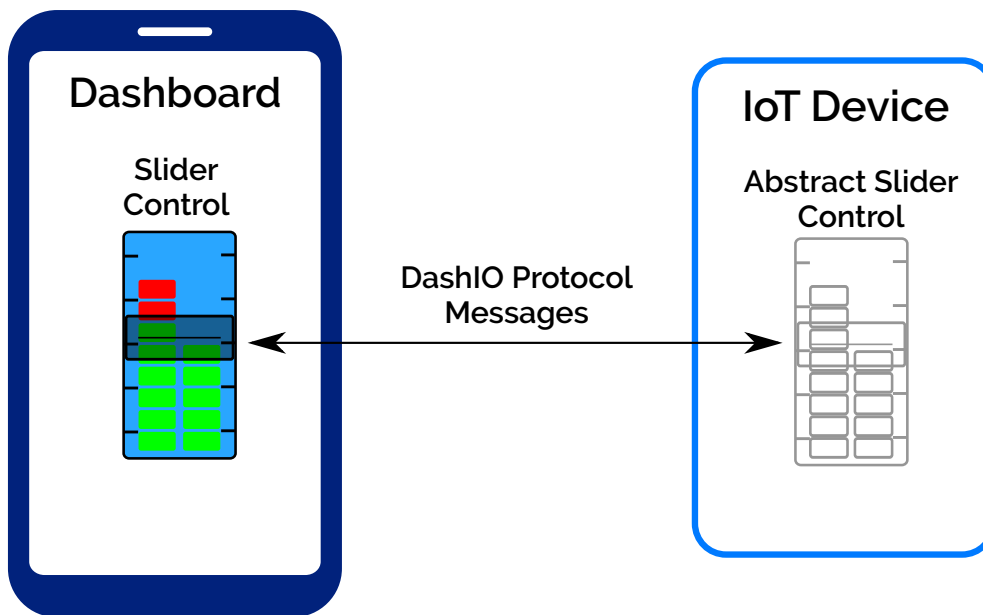 Dashboard
Slider
Control
DashIO Protocol
Messages
IoT Device
Abstract Slider
Control